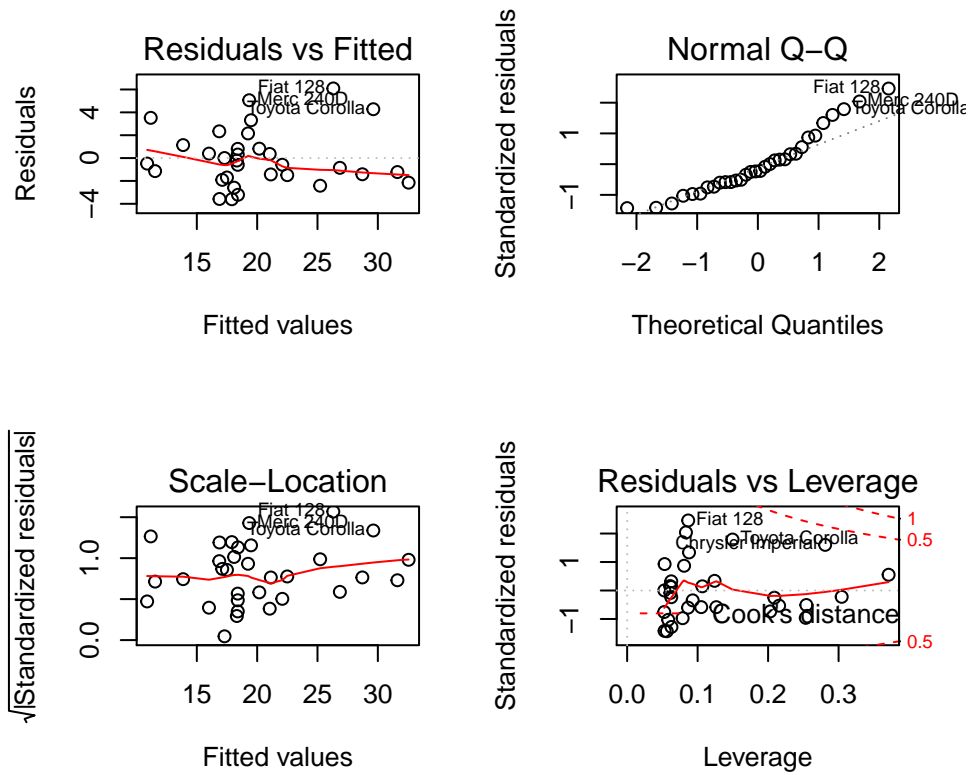 Residuals vs Fitted
Residuals
Fiat 128
Merc 240D
Toyota Corolla
4
0
−4
15 20 25 30
Fitted values
Normal Q−Q
Standardized residuals
Fiat 128
Merc 240D
Toyota Corolla
1
−1
−2 −1 0 1 2
Theoretical Quantiles
Scale−Location
√|Standardized residuals|
Fiat 128
Merc 240D
Toyota Corolla
1.0
0.0
15 20 25 30
Fitted values
Residuals vs Leverage
Standardized residuals
Fiat 128
Toyota Corolla
hrysler Imperial
1
0.5
1
−1
Cook's distance
0.5
0.0 0.1 0.2 0.3
Leverage